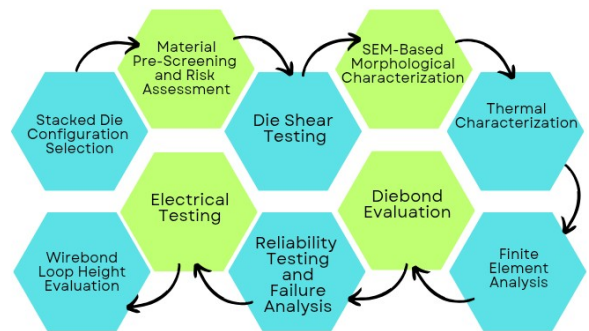 Stacked Die
Configuration
Selection
Material
Pre-Screening
and Risk
Assessment
Die Shear
Testing
SEM-Based
Morphological
Characterization
Thermal
Characterization
Finite
Element
Analysis
Diebond
Evaluation
Reliability
Testing
and
Failure
Analysis
Electrical
Testing
Wirebond
Loop Height
Evaluation